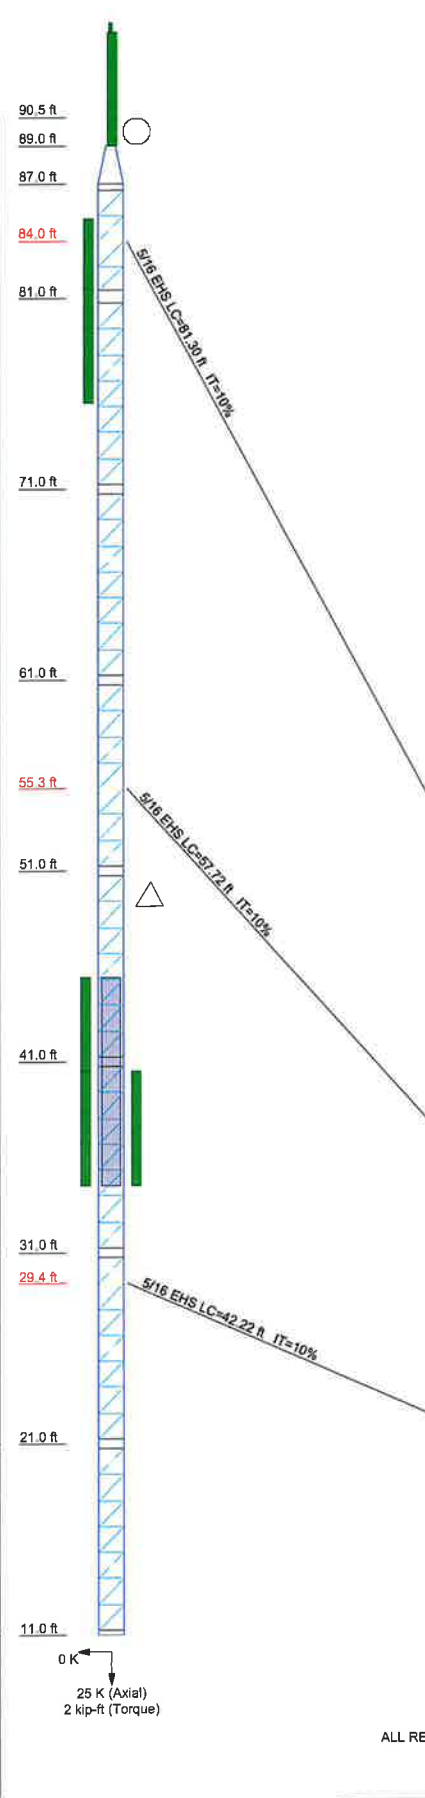 90.5 ft
89.0 ft
87.0 ft
84.0 ft
5/16 EHS LC=81.30 ft IT=10%
81.0 ft
71.0 ft
61.0 ft
55.3 ft
5/16 EHS LC=57.72 ft IT=10%
51.0 ft
41.0 ft
31.0 ft
29.4 ft
5/16 EHS LC=42.22 ft IT=10%
21.0 ft
11.0 ft
0 K
25 K (Axial)
2 kip-ft (Torque)
ALL RE